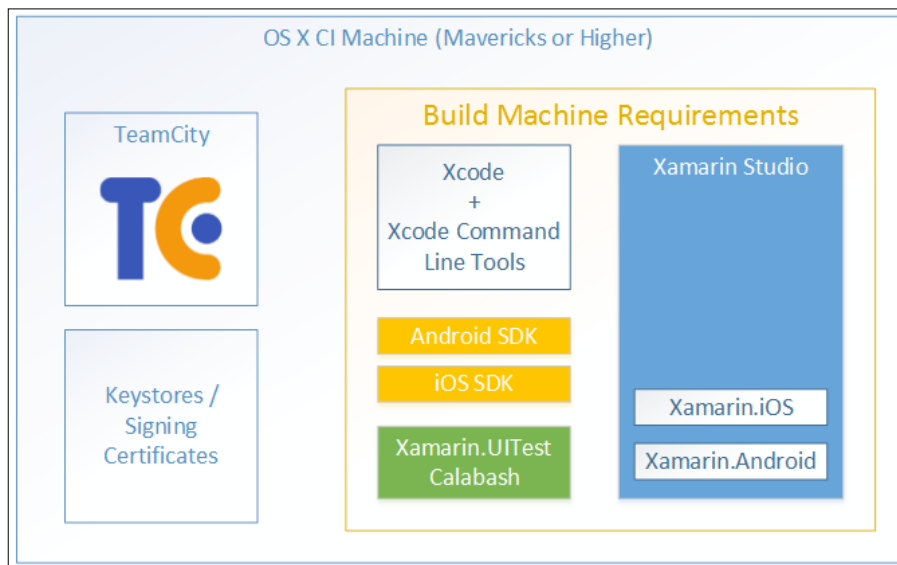 OS X CI Machine (Mavericks or Higher)
TeamCity
TC
Keystores /
Signing
Certificates
Build Machine Requirements
Xcode
+
Xcode Command
Line Tools
Android SDK
iOS SDK
Xamarin.UITest
Calabash
Xamarin Studio
Xamarin.iOS
Xamarin.Android